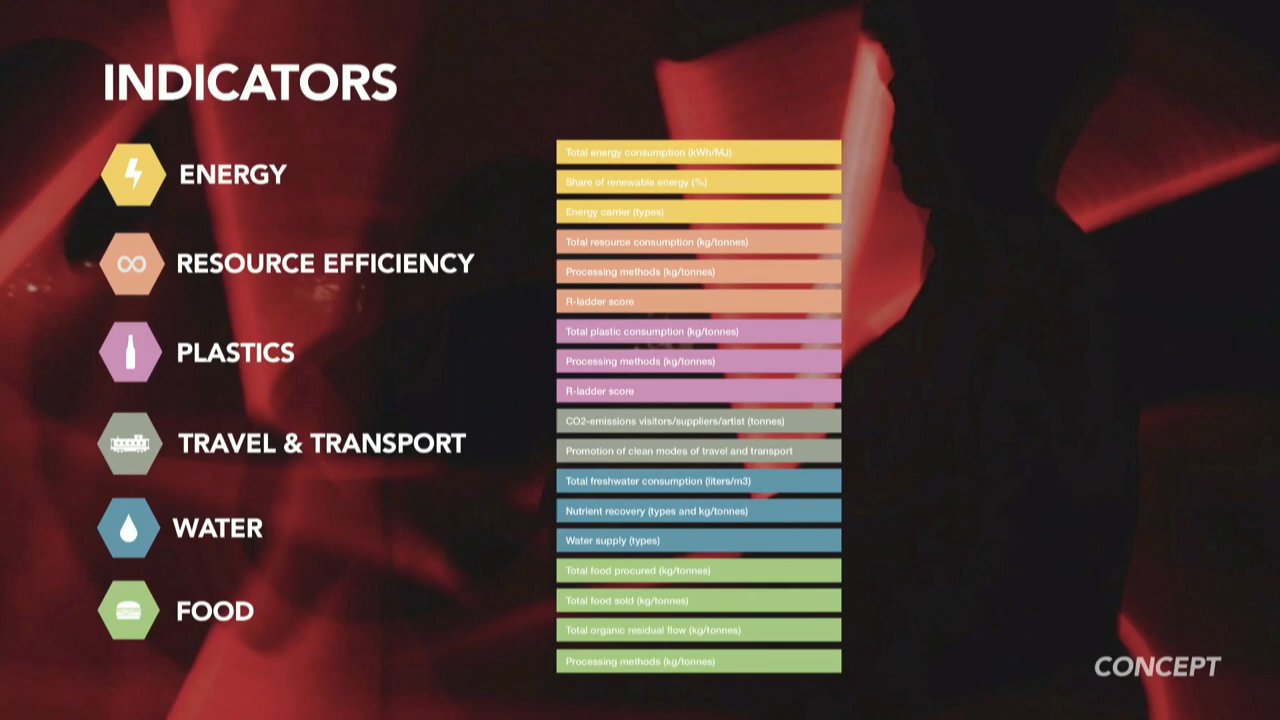 INDICATORS
ENERGY
RESOURCE EFFICIENCY
PLASTICS
TRAVEL & TRANSPORT
WATER
FOOD
Total energy consumption (kWh/MJ)
Share of renewable energy (%)
Energy carrier (types)
Total resource consumption (kg/tonnes)
Processing methods (kg/tonnes)
R-ladder score
Total plastic consumption (kg/tonnes)
Processing methods (kg/tonnes)
R-ladder score
CO2-emissions visitors/suppliers/artist (tonnes)
Promotion of clean modes of travel and transport
Total freshwater consumption (liters/m3)
Nutrient recovery (types and kg/tonnes)
Water supply (types)
Total food procured (kg/tonnes)
Total food sold (kg/tonnes)
Total organic residual flow (kg/tonnes)
Processing methods (kg/tonnes)
CONCEPT